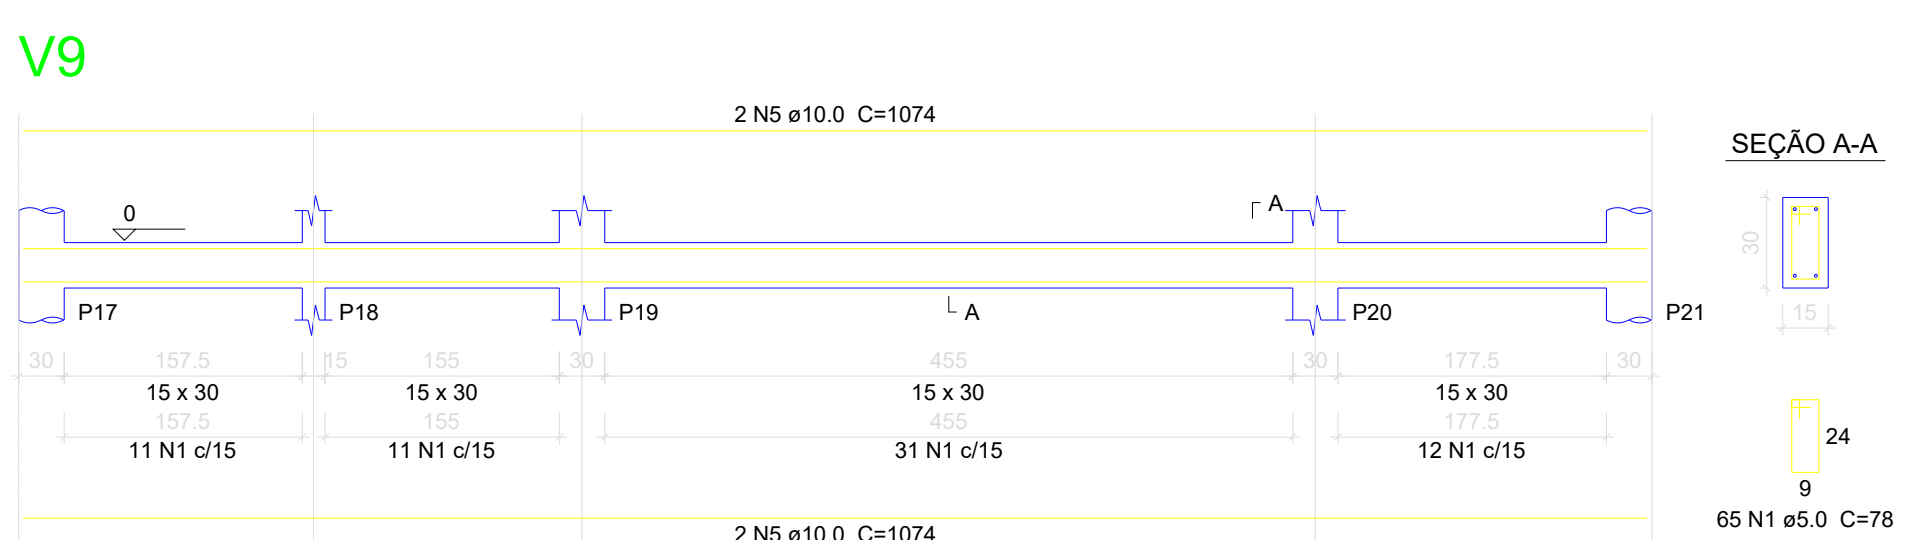 V9
2 N5 ø10.0 C=1074
SEÇÃO A-A
0
A
30
P17
P18
P19
A
P20
P21
15
30 157.5 15 155 30 455 30 177.5 30
15 x 30 15 x 30 15 x 30 15 x 30
157.5 155 455 177.5
11 N1 c/15 11 N1 c/15 31 N1 c/15 12 N1 c/15
24
9
65 N1 ø5.0 C=78
2 N5 ø10.0 C=1074